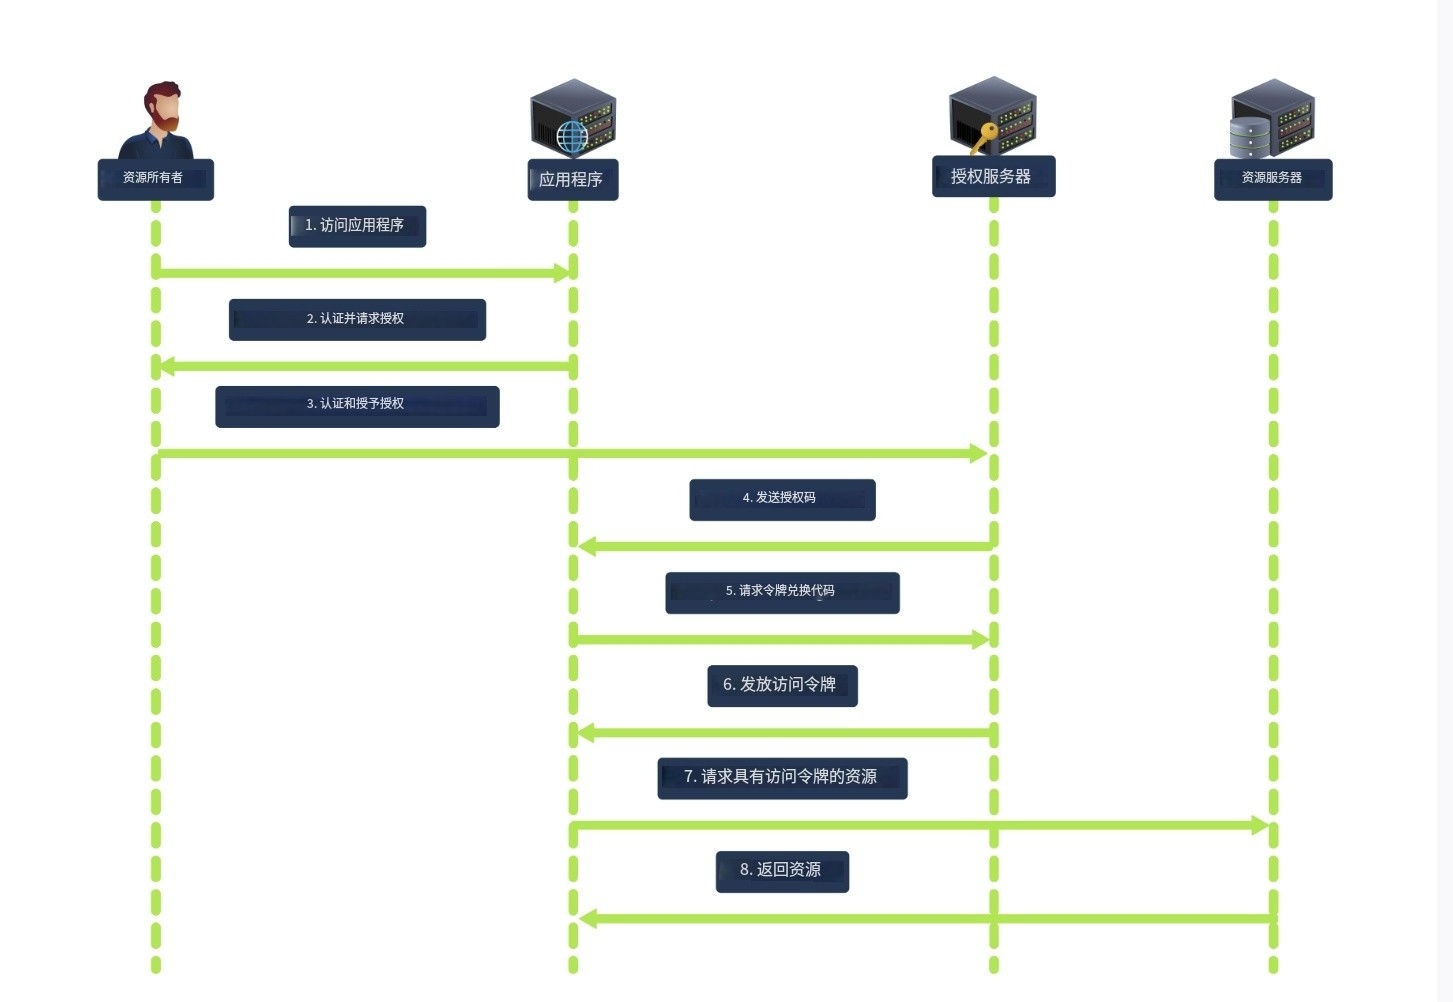 资源所有者
应用程序
授权服务器
资源服务器
1. 访问应用程序
2. 认证并请求授权
3. 认证和授予授权
4. 发送授权码
5. 请求令牌兑换代码
6. 发放访问令牌
7. 请求具有访问令牌的资源
8. 返回资源